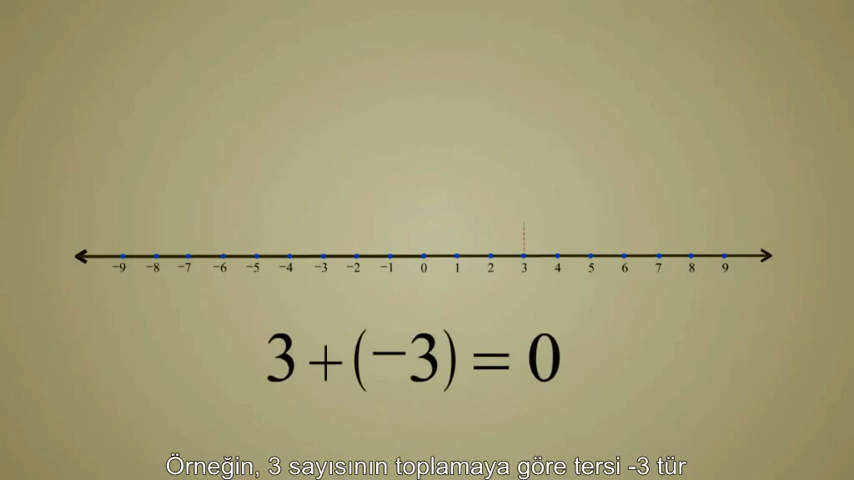 −9 −8 −7 −6 −5 −4 −3 −2 −1 0 1 2 3 4 5 6 7 8 9
3+(−3) = 0
Örneğin, 3 sayısının toplamaya göre tersi -3 tür